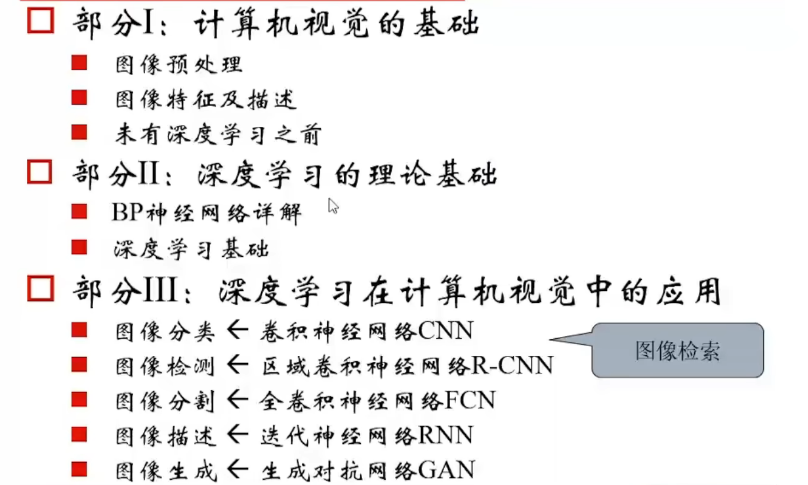 部分I：计算机视觉的基础
图像预处理
图像特征及描述
未有深度学习之前
部分II：深度学习的理论基础
BP神经网络详解
深度学习基础
部分III：深度学习在计算机视觉中的应用
图像分类 ← 卷积神经网络CNN
图像检索
图像检测 ← 区域卷积神经网络R-CNN
图像分割 ← 全卷积神经网络FCN
图像描述 ← 迭代神经网络RNN
图像生成 ← 生成对抗网络GAN